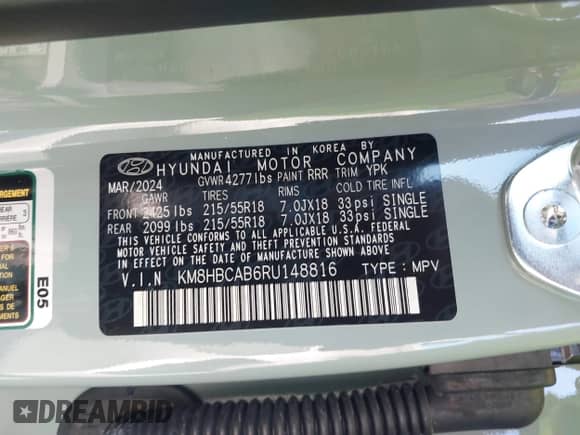 MANUFACTURED IN KOREA BY
HYUNDAI MOTOR COMPANY
MAR/2024 GVWR4277lbs PAINT RRR TRIM YPK
GAWR TIRES RIMS COLD TIRE INFL
FRONT 2425lbs 215/55R18 7.0JX18 33psi SINGLE
REAR 2099lbs 215/55R18 7.0JX18 33psi SINGLE
THIS VEHICLE CONFORMS TO ALL APPLICABLE U.S.A. FEDERAL
MOTOR VEHICLE SAFETY AND THEFT PREVENTION STANDARDS
IN EFFECT ON THE DATE OF MANUFACTURE SHOWN ABOVE.
V.I.N KM8HBCAB6RU148816 TYPE : MPV
REAR
3
E05
DREAMBID